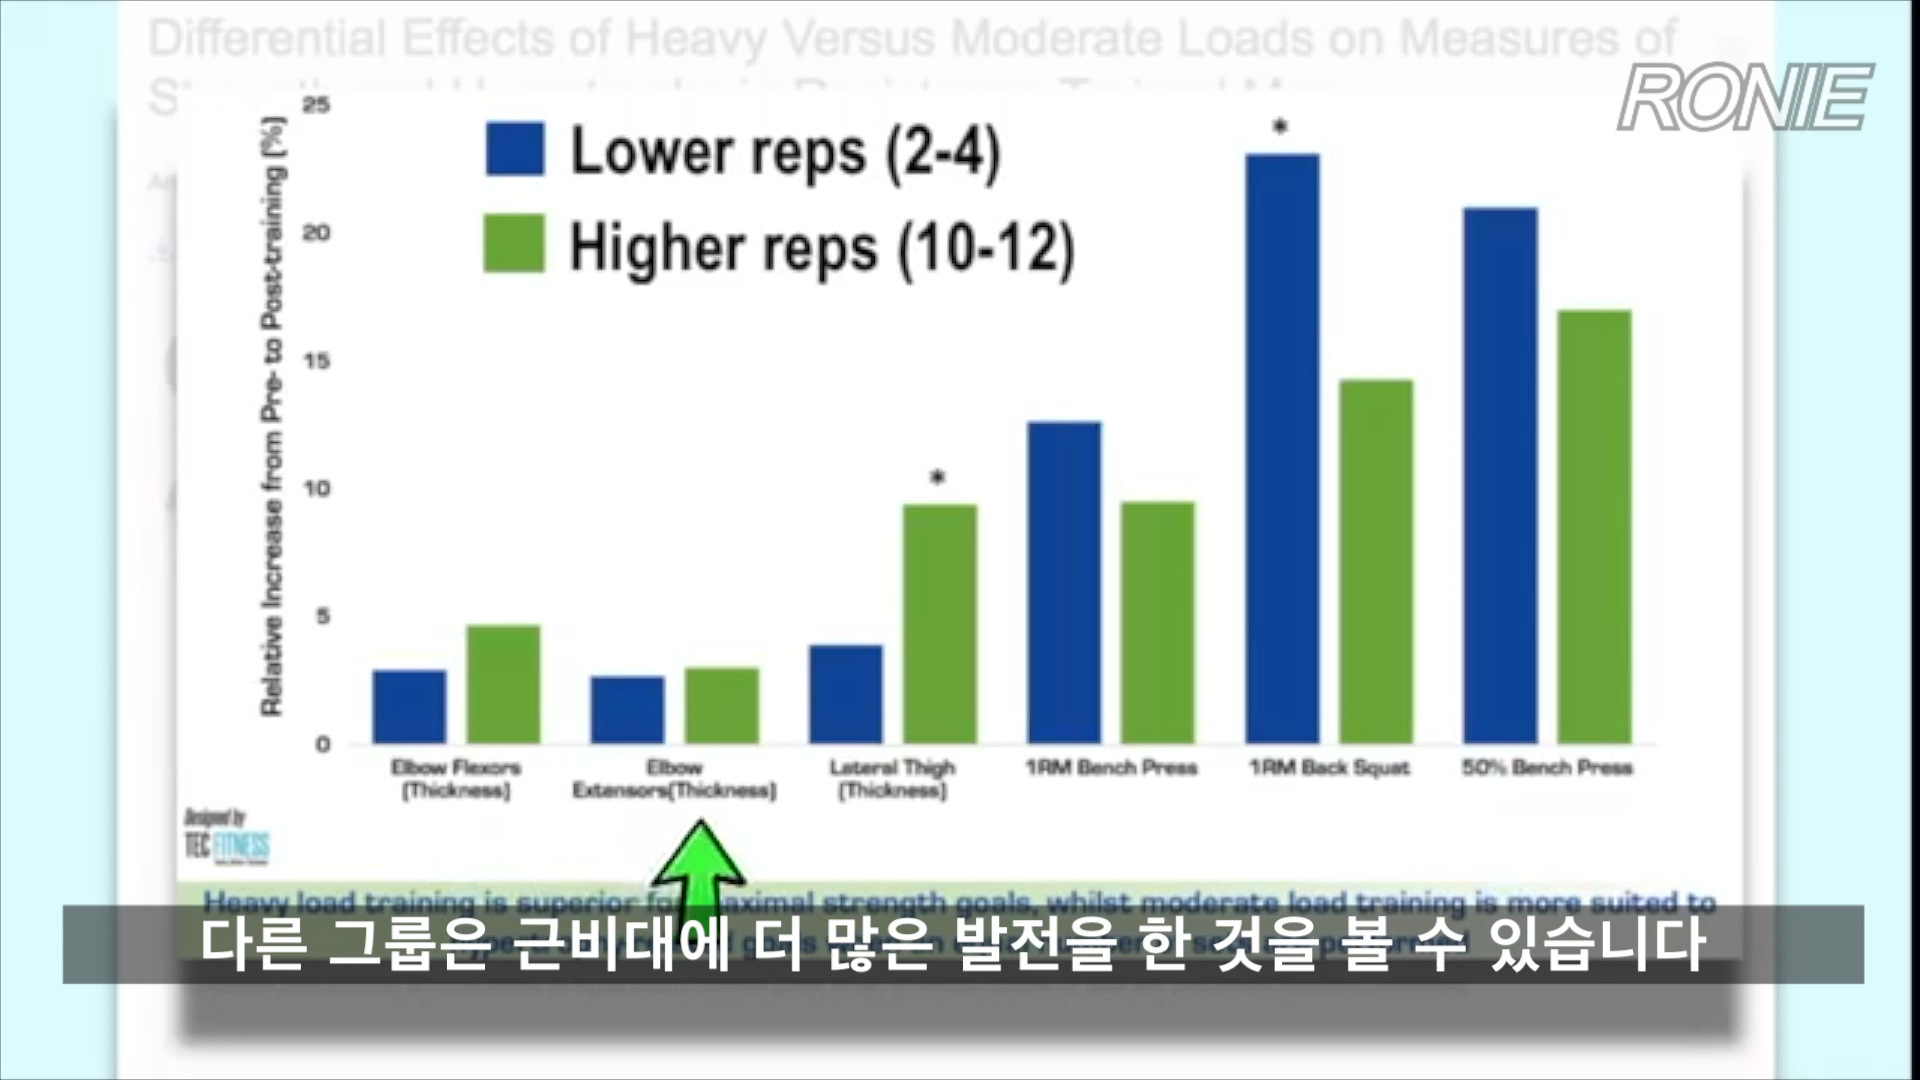 Differential Effects of Heavy Versus Moderate Loads on Measures of
RONIE
Relative Increase from Pre- to Post-training (%)
25
20
15
10
5
0
Lower reps (2-4)
Higher reps (10-12)
*
*
Elbow Flexors
(Thickness)
Elbow
Extensors(Thickness)
Lateral Thigh
(Thickness)
1RM Bench Press
1RM Back Squat
50% Bench Press
Designed by
TEC FITNESS
Heavy load training is superior for maximal strength goals, whilst moderate load training is more suited to
다른 그룹은 근비대에 더 많은 발전을 한 것을 볼 수 있습니다